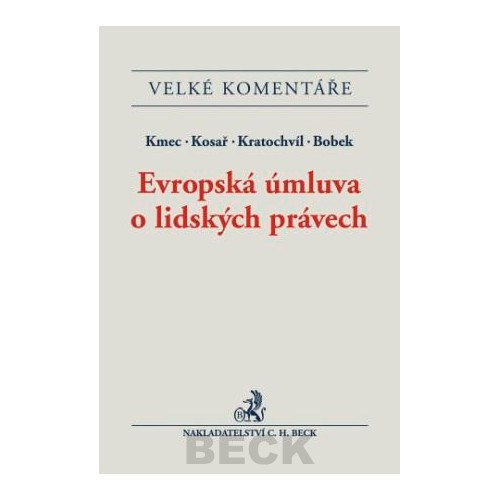 VELKÉ KOMENTÁŘE
Kmec · Kosař · Kratochvíl · Bobek
Evropská úmluva
o lidských právech
B
NAKLADATELSTVÍ C. H. BECK
BECK